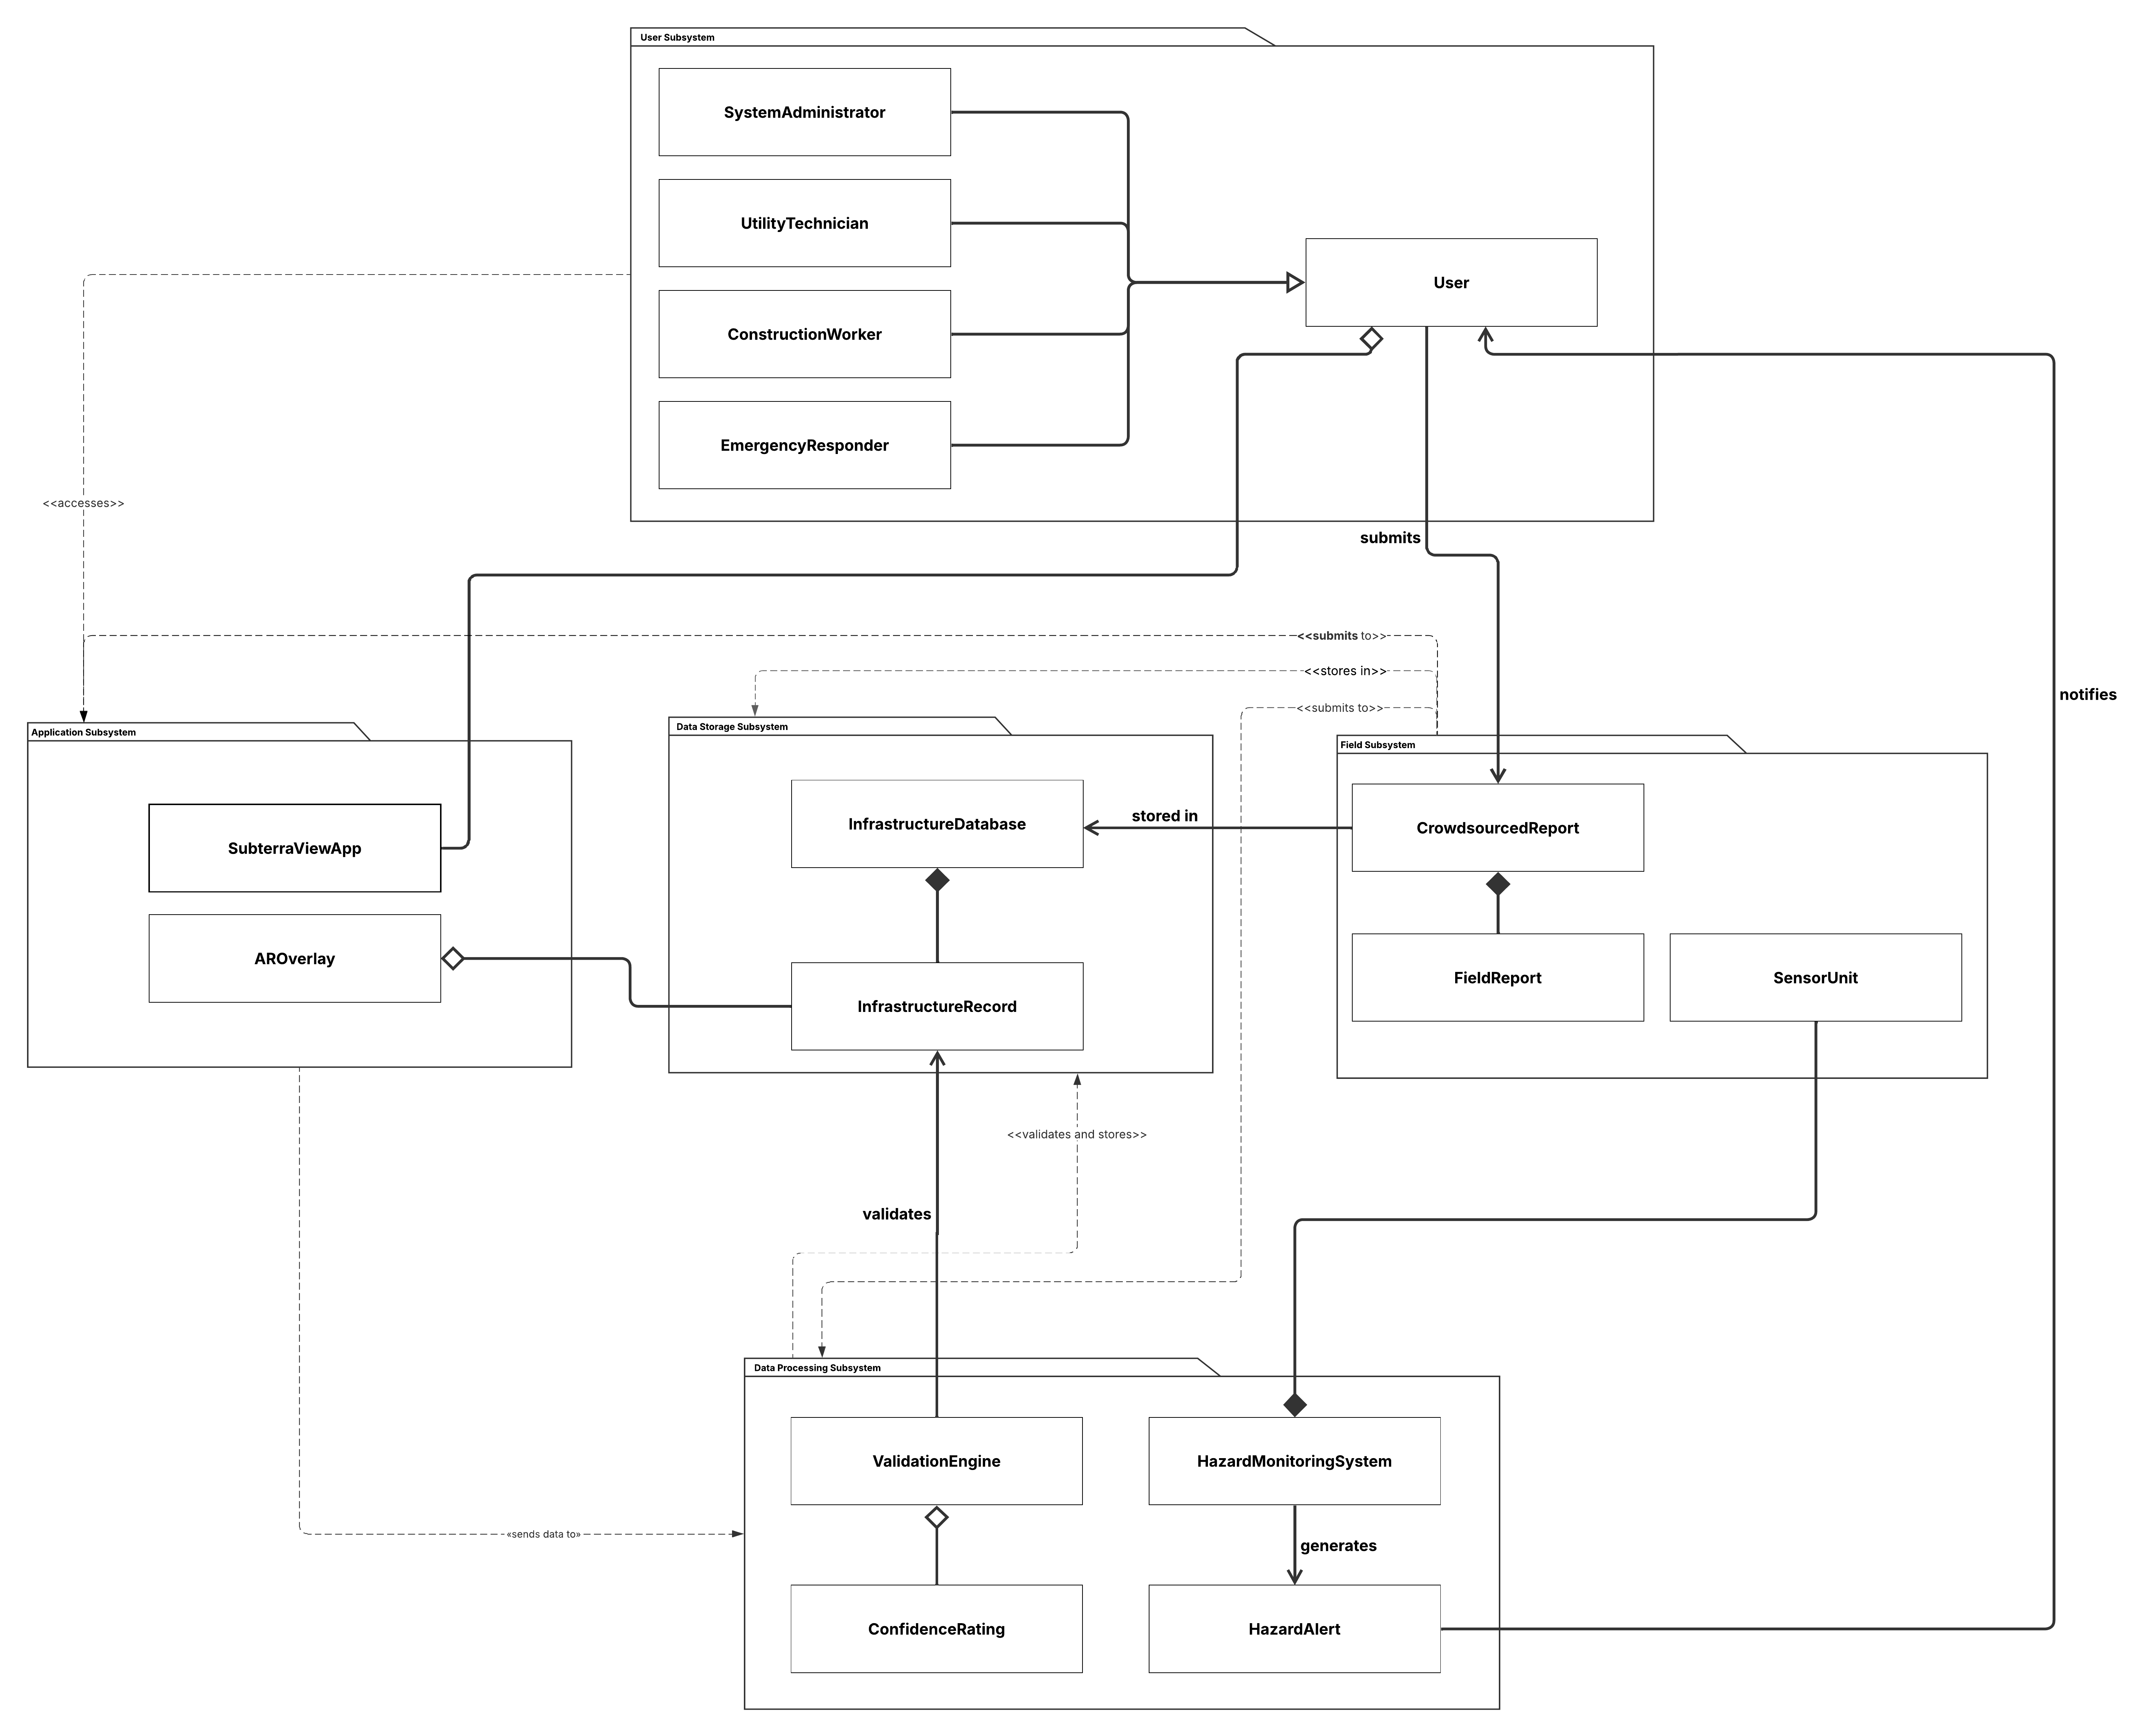 User Subsystem
SystemAdministrator
UtilityTechnician
User
ConstructionWorker
EmergencyResponder
<<accesses>>
submits
<<submits to>>
<<stores in>>
notifies
<<submits to>>
Application Subsystem
Data Storage Subsystem
Field Subsystem
InfrastructureDatabase
stored in
CrowdsourcedReport
SubterraViewApp
AROverlay
FieldReport
SensorUnit
InfrastructureRecord
<<validates and stores>>
validates
Data Processing Subsystem
ValidationEngine
HazardMonitoringSystem
«sends data to»
generates
ConfidenceRating
HazardAlert